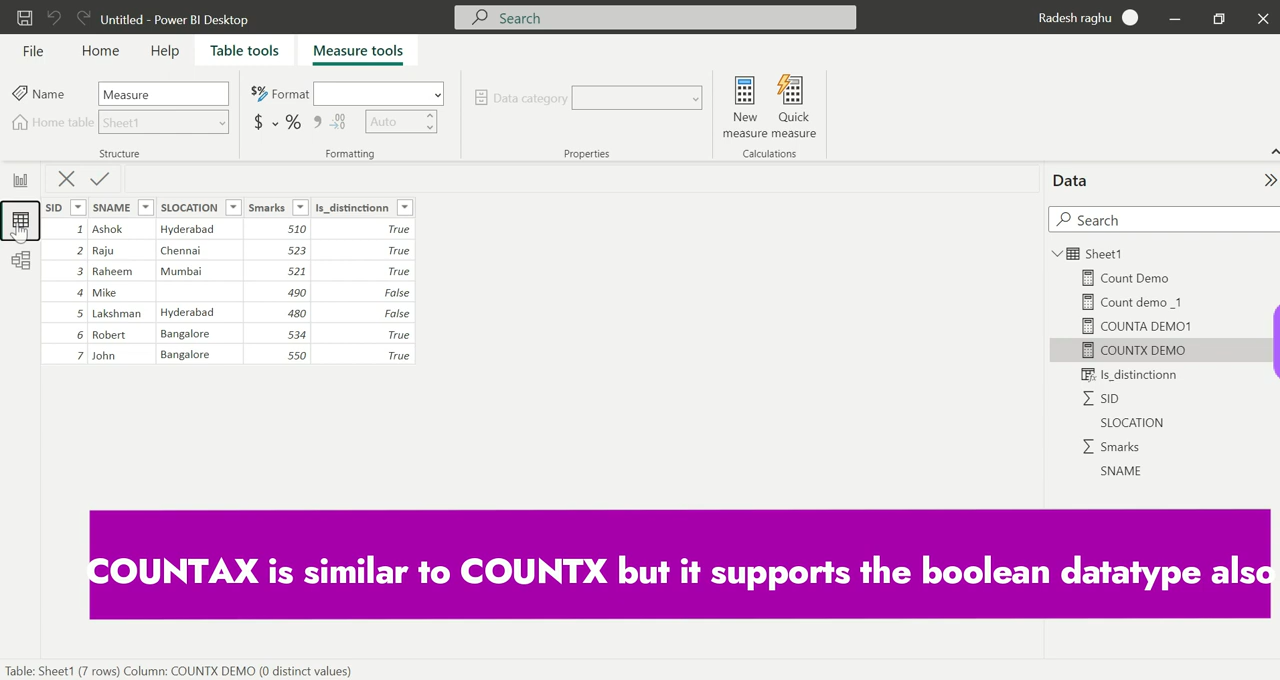 Untitled - Power BI Desktop
Search
Radesh raghu
File Home Help Table tools Measure tools
Name Measure
Home table Sheet1
Structure
$% Format
$ % 9 .00
Auto
Formatting
Data category
Properties
New measure
Quick measure
Calculations
SID SNAME SLOCATION Smarks Is_distinctionn
1 Ashok Hyderabad 510 True
2 Raju Chennai 523 True
3 Raheem Mumbai 521 True
4 Mike 490 False
5 Lakshman Hyderabad 480 False
6 Robert Bangalore 534 True
7 John Bangalore 550 True
Data
Search
Sheet1
Count Demo
Count demo _1
COUNTA DEMO1
COUNTX DEMO
Is_distinctionn
SID
SLOCATION
Smarks
SNAME
COUNTAX is similar to COUNTX but it supports the boolean datatype also
Table: Sheet1 (7 rows) Column: COUNTX DEMO (0 distinct values)